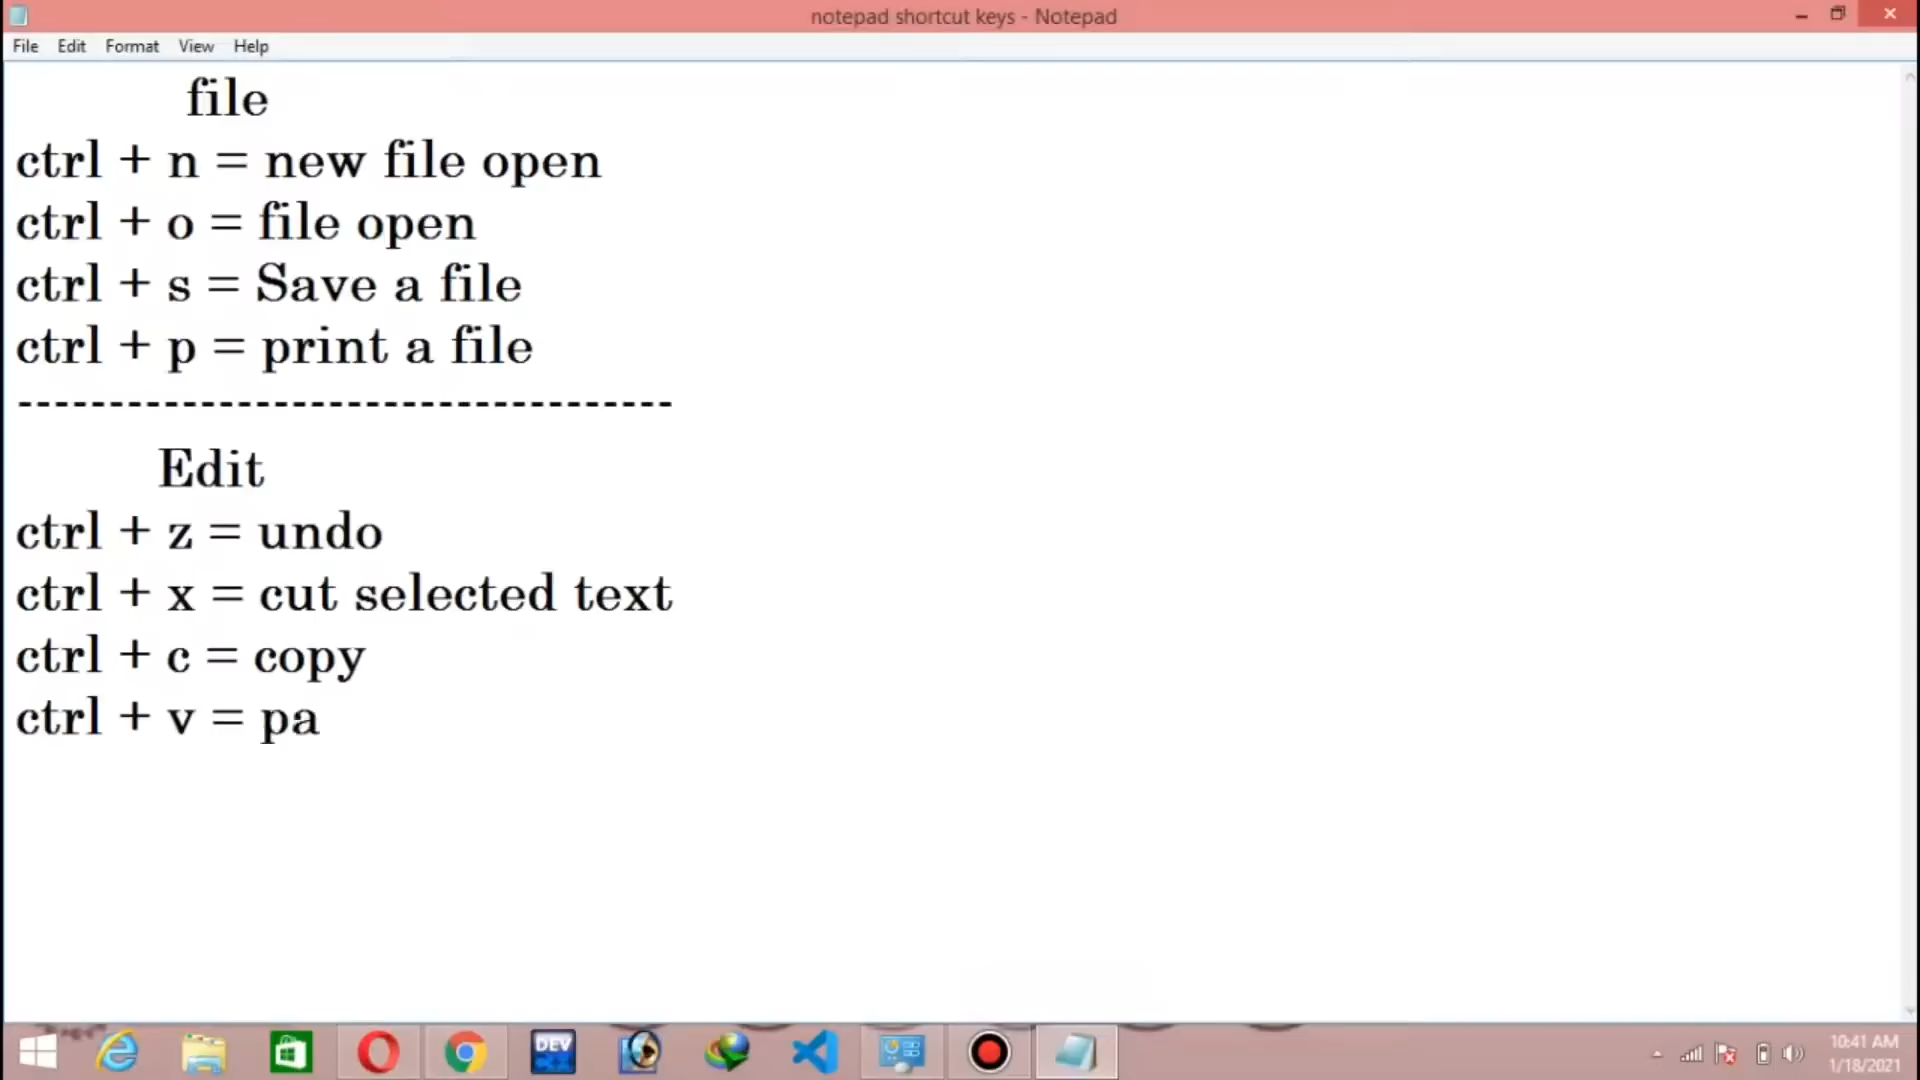 notepad shortcut keys - Notepad
File Edit Format View Help
file
ctrl + n = new file open
ctrl + o = file open
ctrl + s = Save a file
ctrl + p = print a file
------------------------------------
Edit
ctrl + z = undo
ctrl + x = cut selected text
ctrl + c = copy
ctrl + v = pa
DEV
10:41 AM
1/18/2021